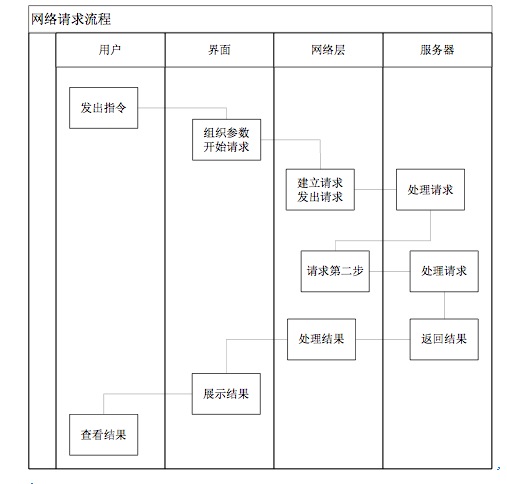 网络请求流程
用户
界面
网络层
服务器
发出指令
组织参数
开始请求
建立请求
发出请求
处理请求
请求第二步
处理请求
处理结果
返回结果
展示结果
查看结果